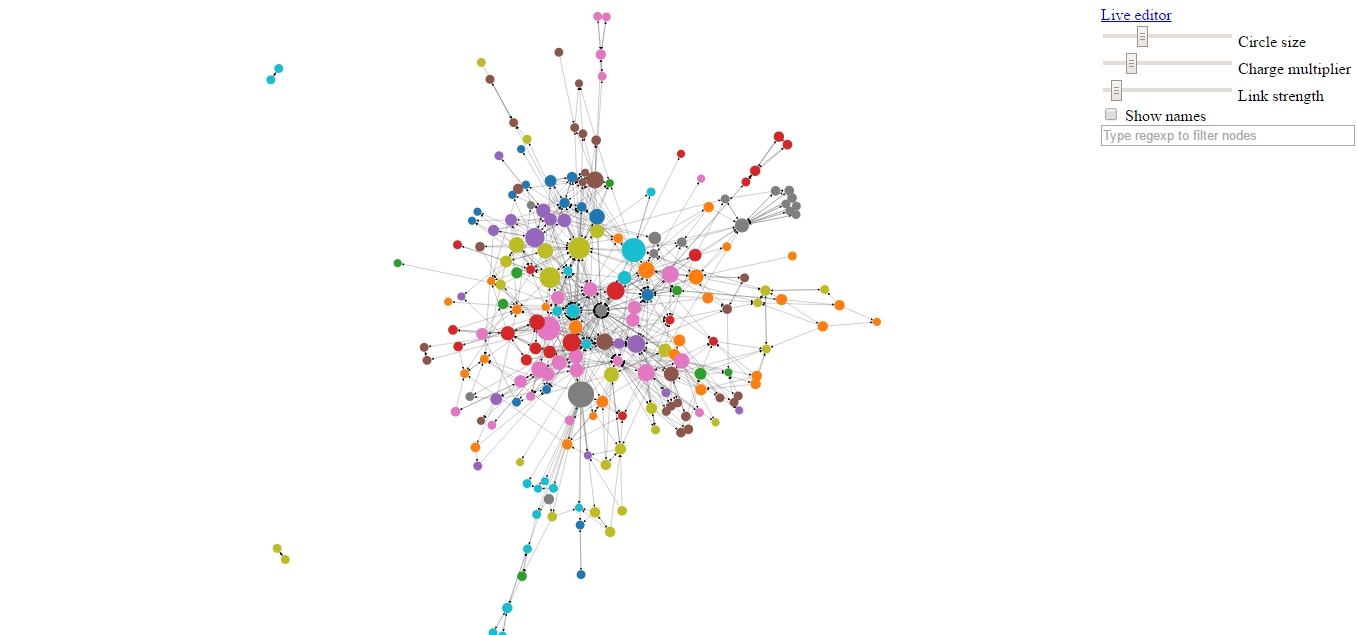 Live editor
Circle size
Charge multiplier
Link strength
Show names
Type regexp to filter nodes